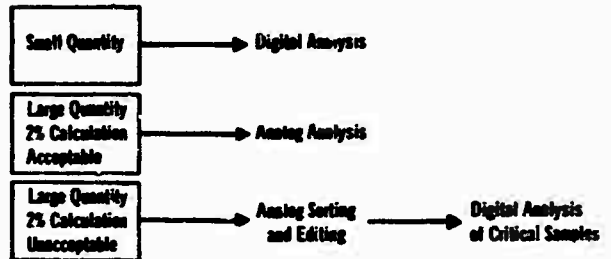 Small Quantity
Digital Analysis
Large Quantity
2% Calculation
Acceptable
Analog Analysis
Large Quantity
2% Calculation
Unacceptable
Analog Sorting
and Editing
Digital Analysis
of Critical Samples